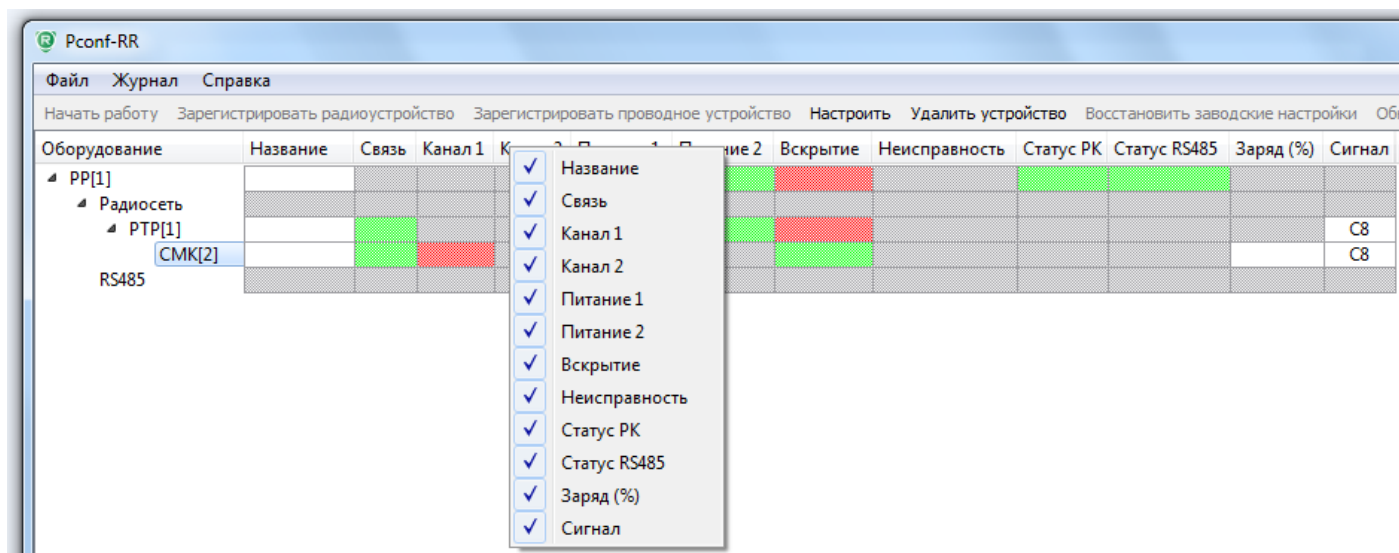 Pconf-RR
Файл Журнал Справка
Начать работу Зарегистрировать радиоустройство Зарегистрировать проводное устройство Настроить Удалить устройство Восстановить заводские настройки
Оборудование Название Связь Канал 1 Вскрытие Неисправность Статус РК Статус RS485 Заряд (%) Сигнал
РР[1]
Радиосеть
РТР[1] C8
СМК[2] C8
RS485
Название
Связь
Канал 1
Канал 2
Питание 1
Питание 2
Вскрытие
Неисправность
Статус РК
Статус RS485
Заряд (%)
Сигнал